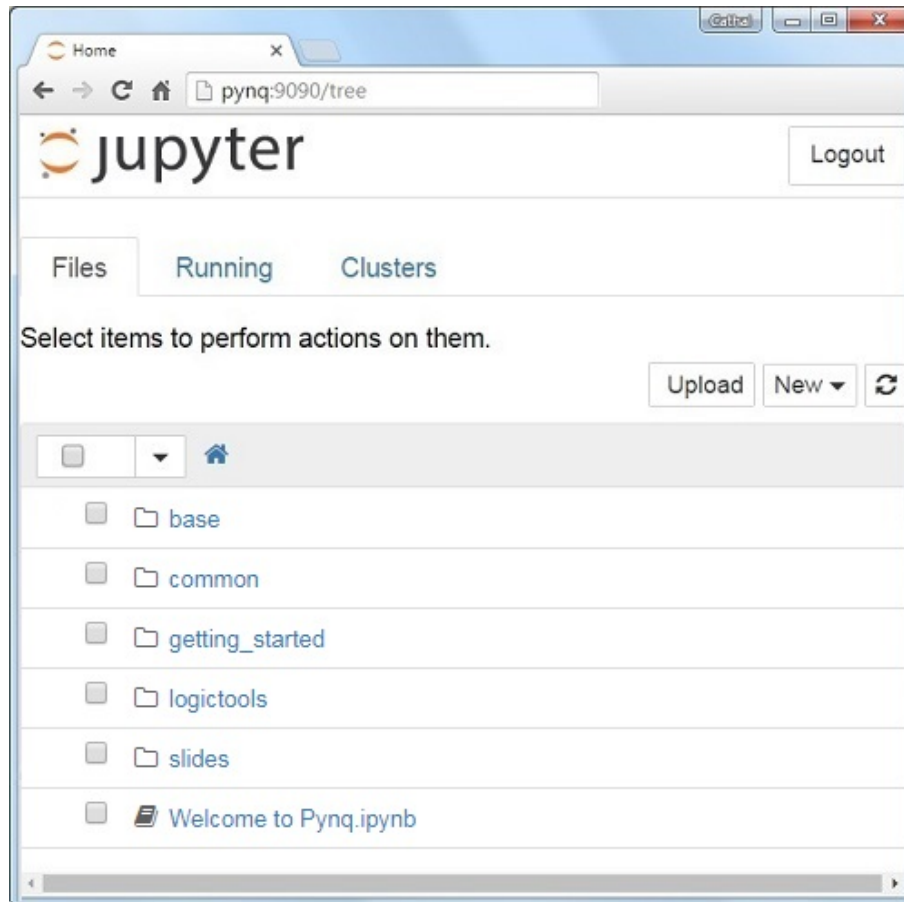 Cathal
Home
pynq:9090/tree
jupyter
Logout
Files Running Clusters
Select items to perform actions on them.
Upload New
base
common
getting_started
logictools
slides
Welcome to Pynq.ipynb